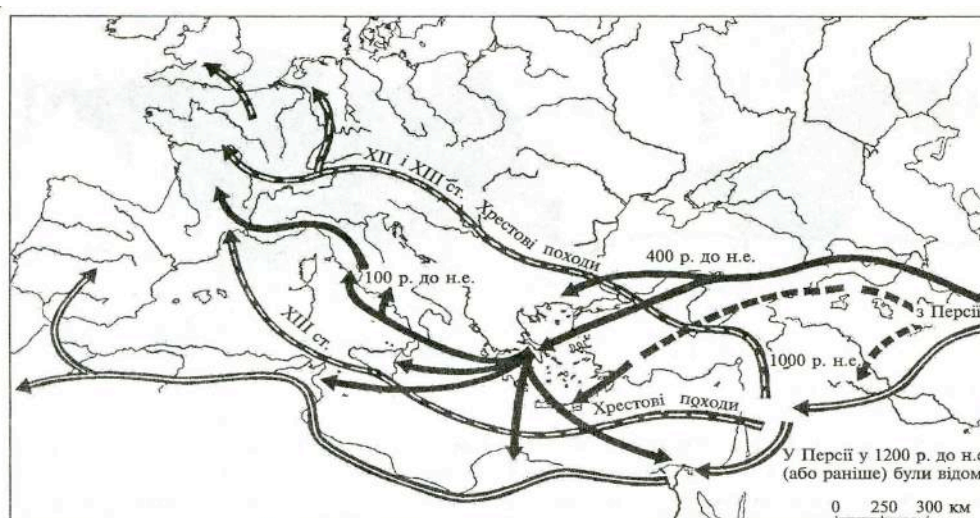 XII і XIII ст.
Хрестові походи
400 р. до н.е.
100 р. до н.е.
з Персі
XIII ст.
1000 р. н.е.
Хрестові походи
У Персії у 1200 р. до н.е
(або раніше) були відом
0 250 300 км